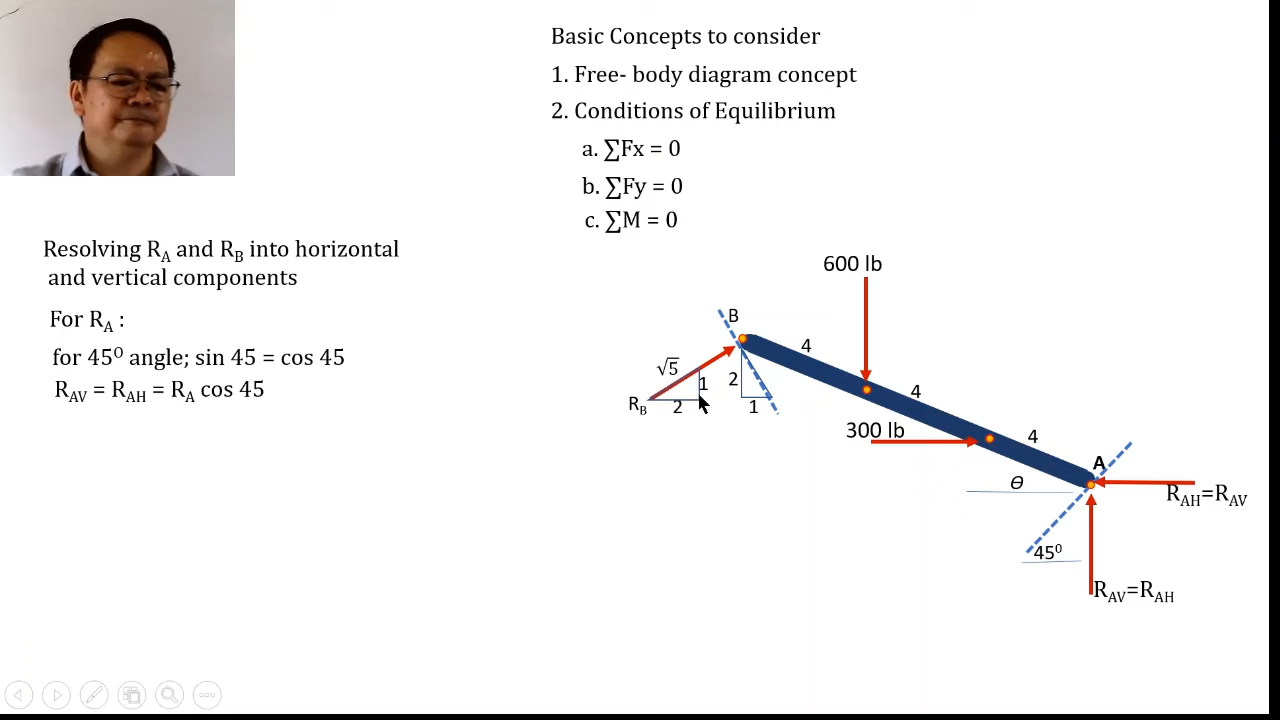 Basic Concepts to consider
1. Free- body diagram concept
2. Conditions of Equilibrium
a. ∑Fx = 0
b. ∑Fy = 0
c. ∑M = 0
Resolving R_A and R_B into horizontal
and vertical components
For R_A :
for 45⁰ angle; sin 45 = cos 45
R_AV = R_AH = R_A cos 45
600 lb
B
4
√5
1
2
R_B
2
1
4
300 lb
4
A
θ
R_AH=R_AV
45⁰
R_AV=R_AH